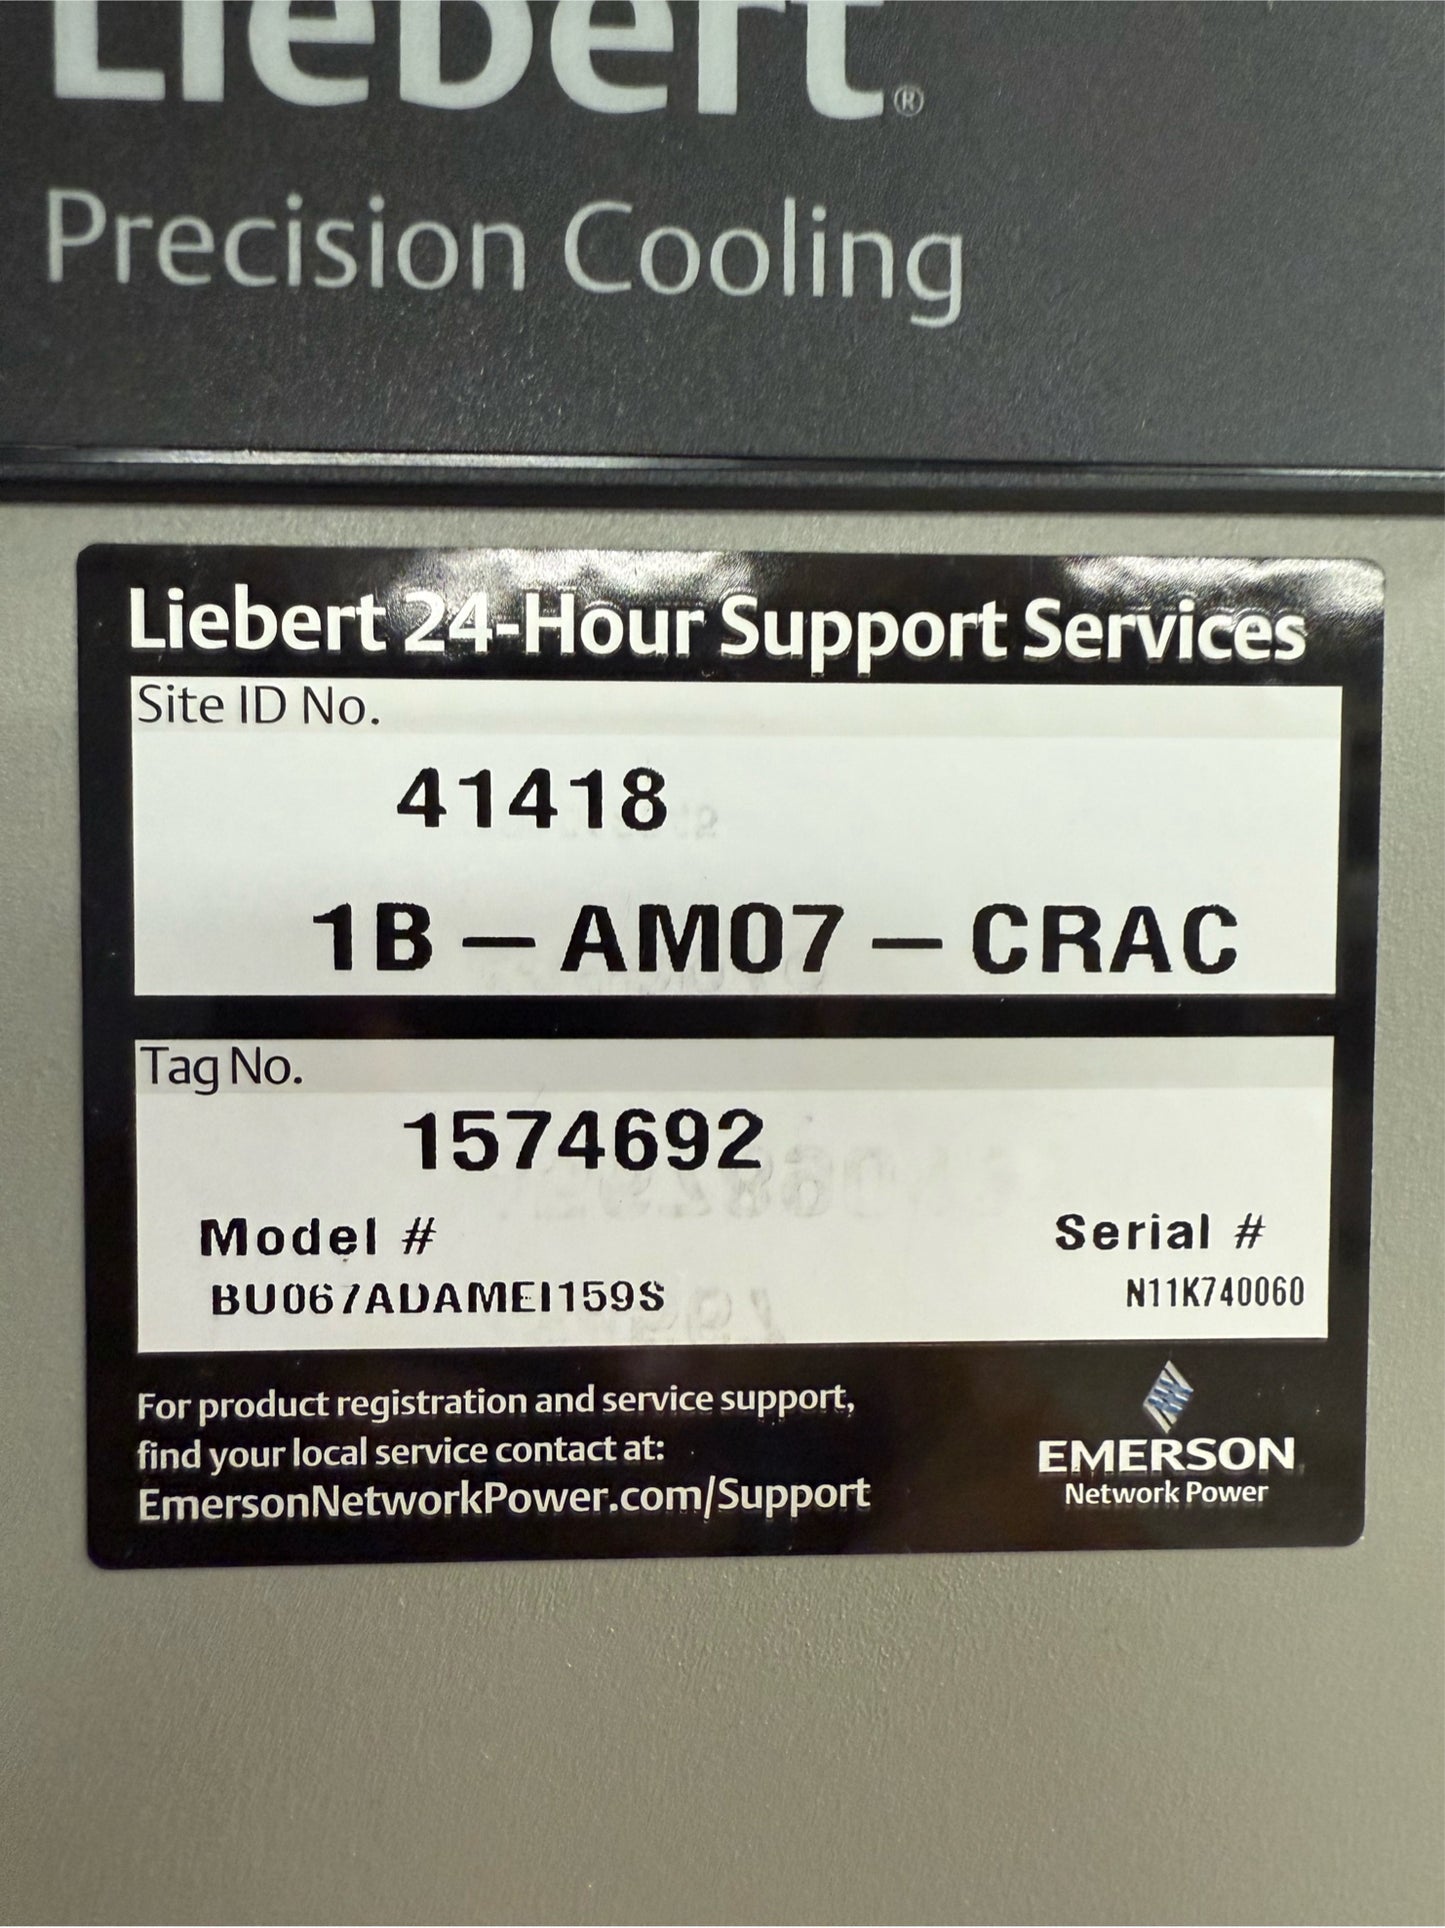 Liebert®
Precision Cooling
Liebert 24-Hour Support Services
Site ID No.
41418
1B - AM07 - CRAC
Tag No.
1574692
Model # Serial #
BU067ADAMEI159S N11K740060
For product registration and service support,
find your local service contact at:
EmersonNetworkPower.com/Support
EMERSON
Network Power